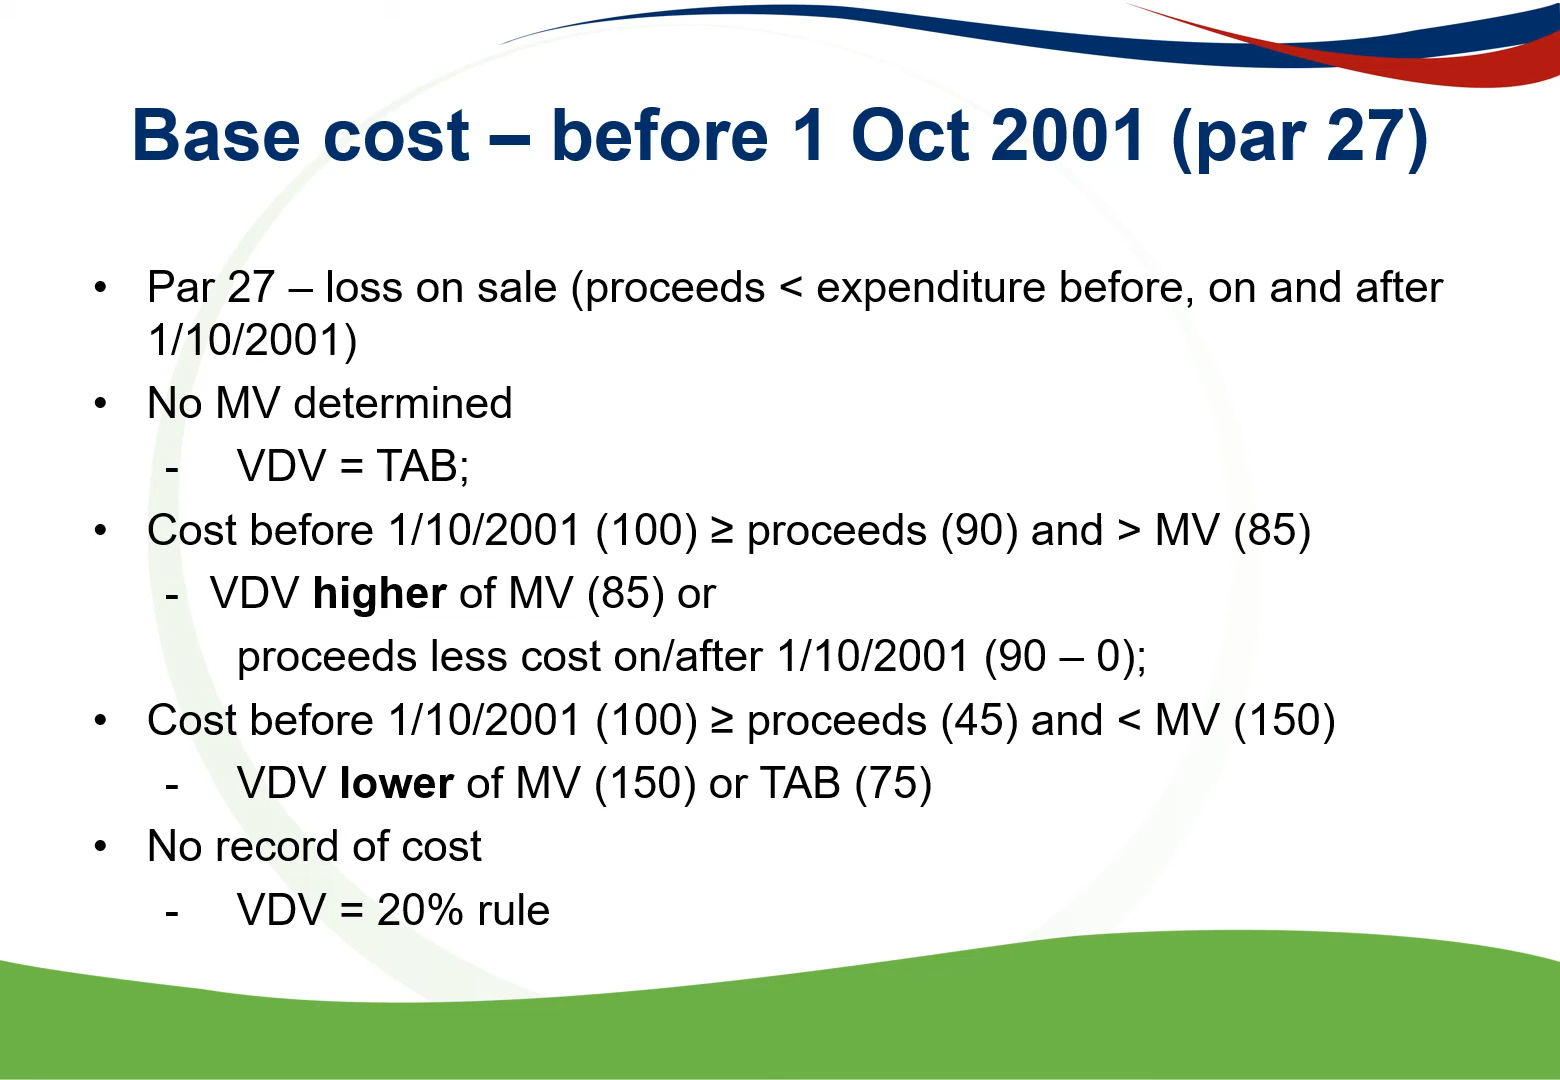 Base cost – before 1 Oct 2001 (par 27)
• Par 27 – loss on sale (proceeds < expenditure before, on and after
1/10/2001)
• No MV determined
- VDV = TAB;
• Cost before 1/10/2001 (100) ≥ proceeds (90) and > MV (85)
- VDV higher of MV (85) or
proceeds less cost on/after 1/10/2001 (90 – 0);
• Cost before 1/10/2001 (100) ≥ proceeds (45) and < MV (150)
- VDV lower of MV (150) or TAB (75)
• No record of cost
- VDV = 20% rule